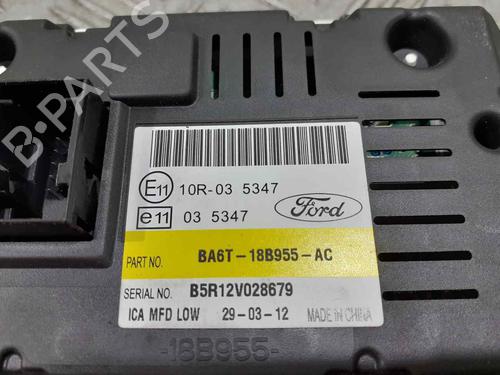 B-PARTS
E11 10R-03 5347
e11 03 5347
Ford
PART NO. BA6T-18B955-AC
SERIAL NO. B5R12V028679
ICA MFD LOW 29-03-12 MADE IN CHINA
-18B955-